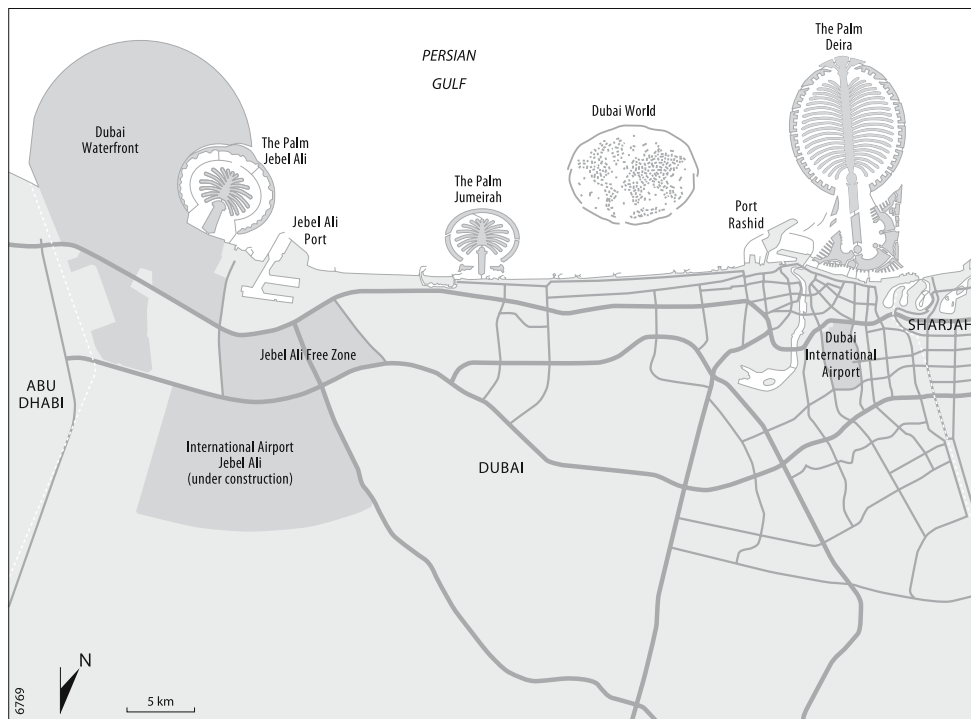 The Palm
Deira
PERSIAN
GULF
Dubai World
Dubai
Waterfront
The Palm
Jebel Ali
The Palm
Jumeirah
Port
Rashid
Jebel Ali
Port
SHARJAH
Dubai
International
Airport
Jebel Ali Free Zone
ABU
DHABI
International Airport
Jebel Ali
(under construction)
DUBAI
N
5 km
6769